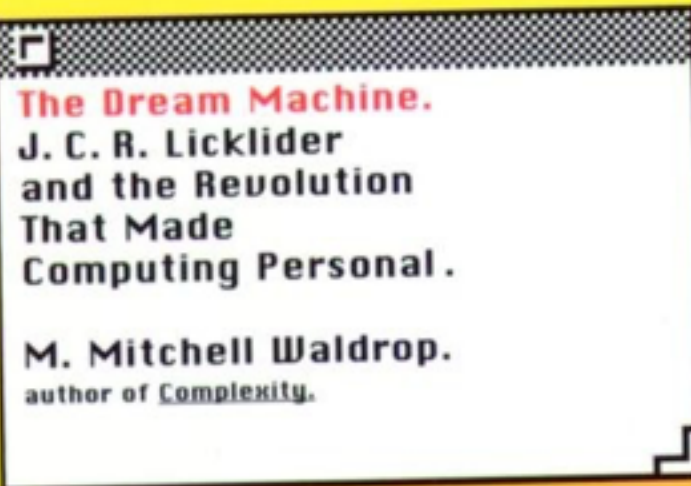 The Dream Machine.
J. C. R. Licklider
and the Revolution
That Made
Computing Personal.
M. Mitchell Waldrop.
author of Complexity.